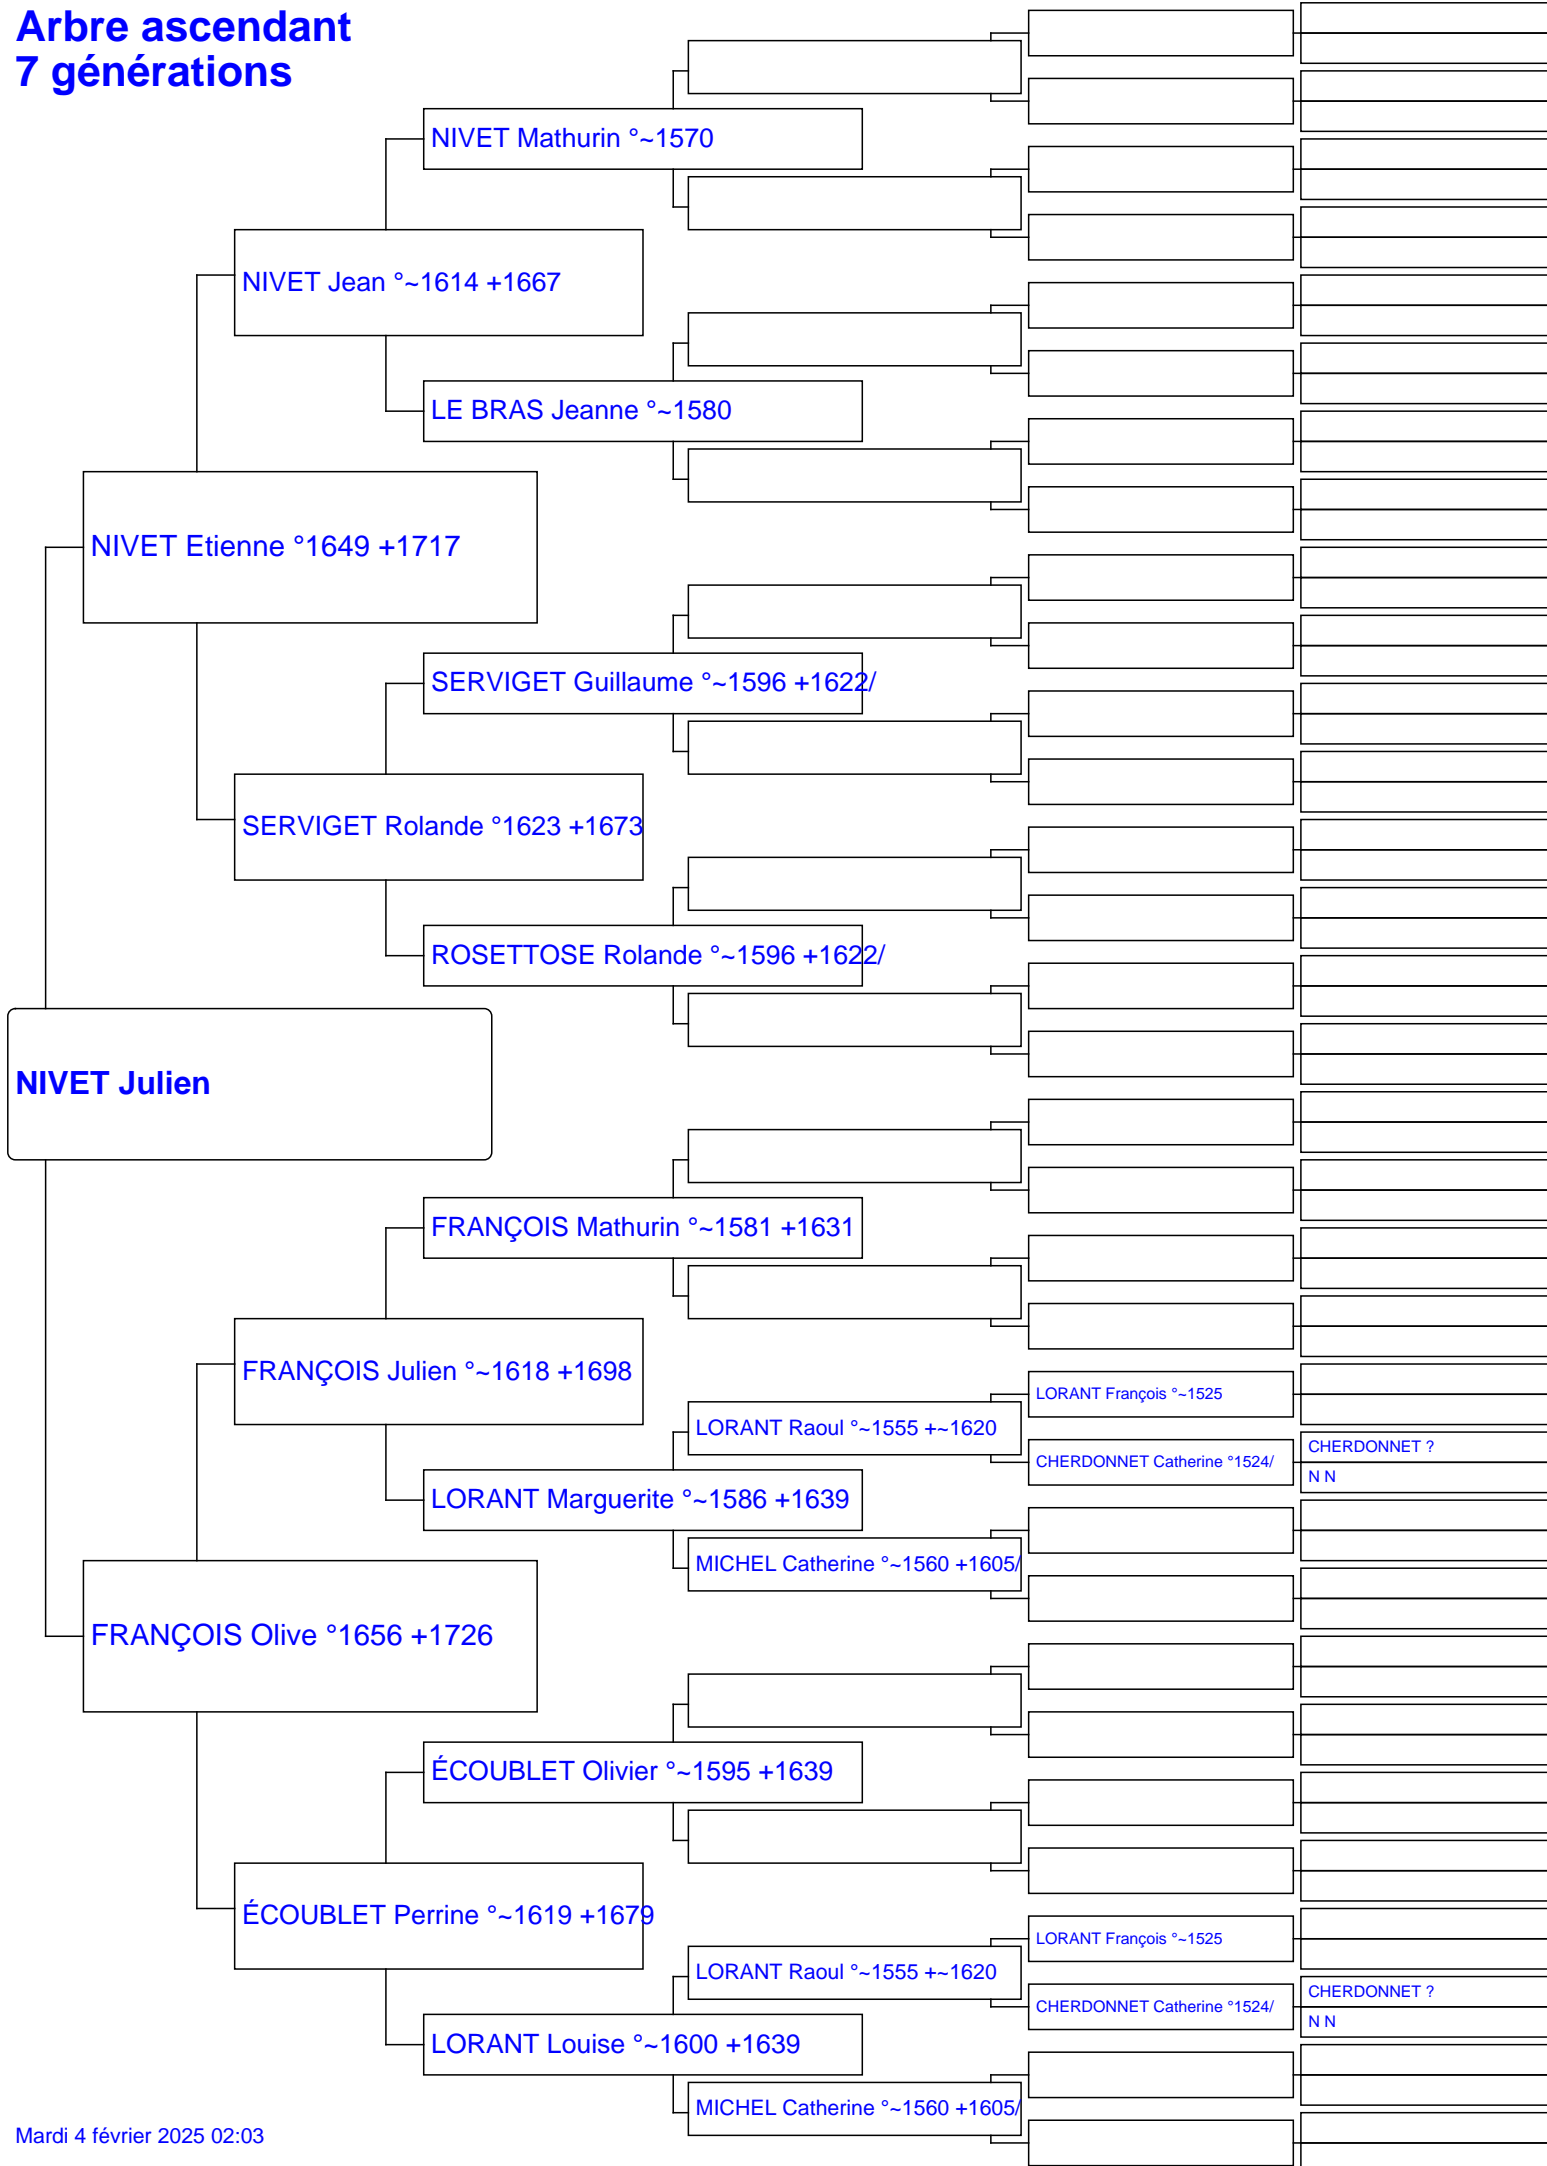 Arbre ascendant
7 générations
NIVET Mathurin °~1570
NIVET Jean °~1614 +1667
LE BRAS Jeanne °~1580
NIVET Etienne °1649 +1717
SERVIGET Guillaume °~1596 +1622/
SERVIGET Rolande °1623 +1673
ROSETTOSE Rolande °~1596 +1622/
NIVET Julien
FRANÇOIS Mathurin °~1581 +1631
FRANÇOIS Julien °~1618 +1698
LORANT François °~1525
LORANT Raoul °~1555 +~1620
CHERDONNET ?
CHERDONNET Catherine °1524/
N N
LORANT Marguerite °~1586 +1639
MICHEL Catherine °~1560 +1605/
FRANÇOIS Olive °1656 +1726
ÉCOUBLET Olivier °~1595 +1639
ÉCOUBLET Perrine °~1619 +1679
LORANT François °~1525
LORANT Raoul °~1555 +~1620
CHERDONNET ?
CHERDONNET Catherine °1524/
N N
LORANT Louise °~1600 +1639
MICHEL Catherine °~1560 +1605/
Mardi 4 février 2025 02:03